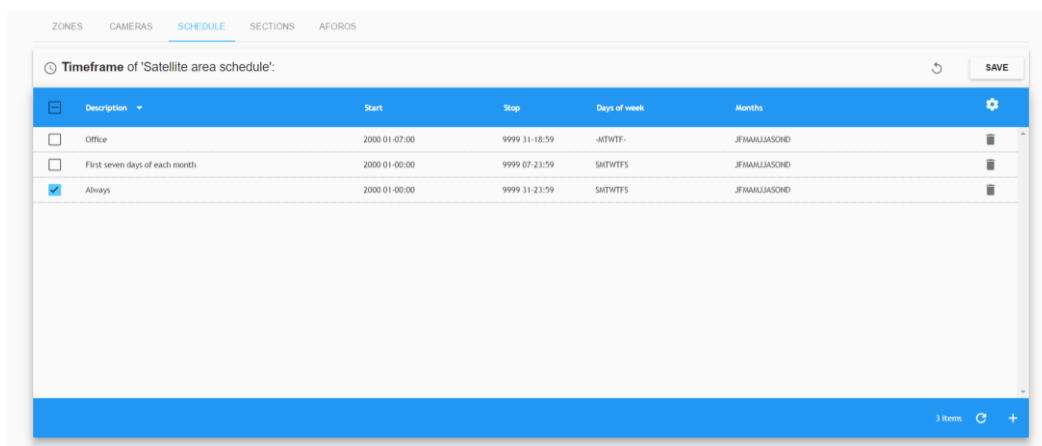 ZONES CAMERAS SCHEDULE SECTIONS AFOROS
Timeframe of 'Satellite area schedule': SAVE
Description Start Stop Days of week Months
Office 2000 01-07:00 9999 31-18:59 -MTWTF- JFMAMJJASOND
First seven days of each month 2000 01-00:00 9999 07-23:59 SMTWTFS JFMAMJJASOND
Always 2000 01-00:00 9999 31-23:59 SMTWTFS JFMAMJJASOND
3 Items